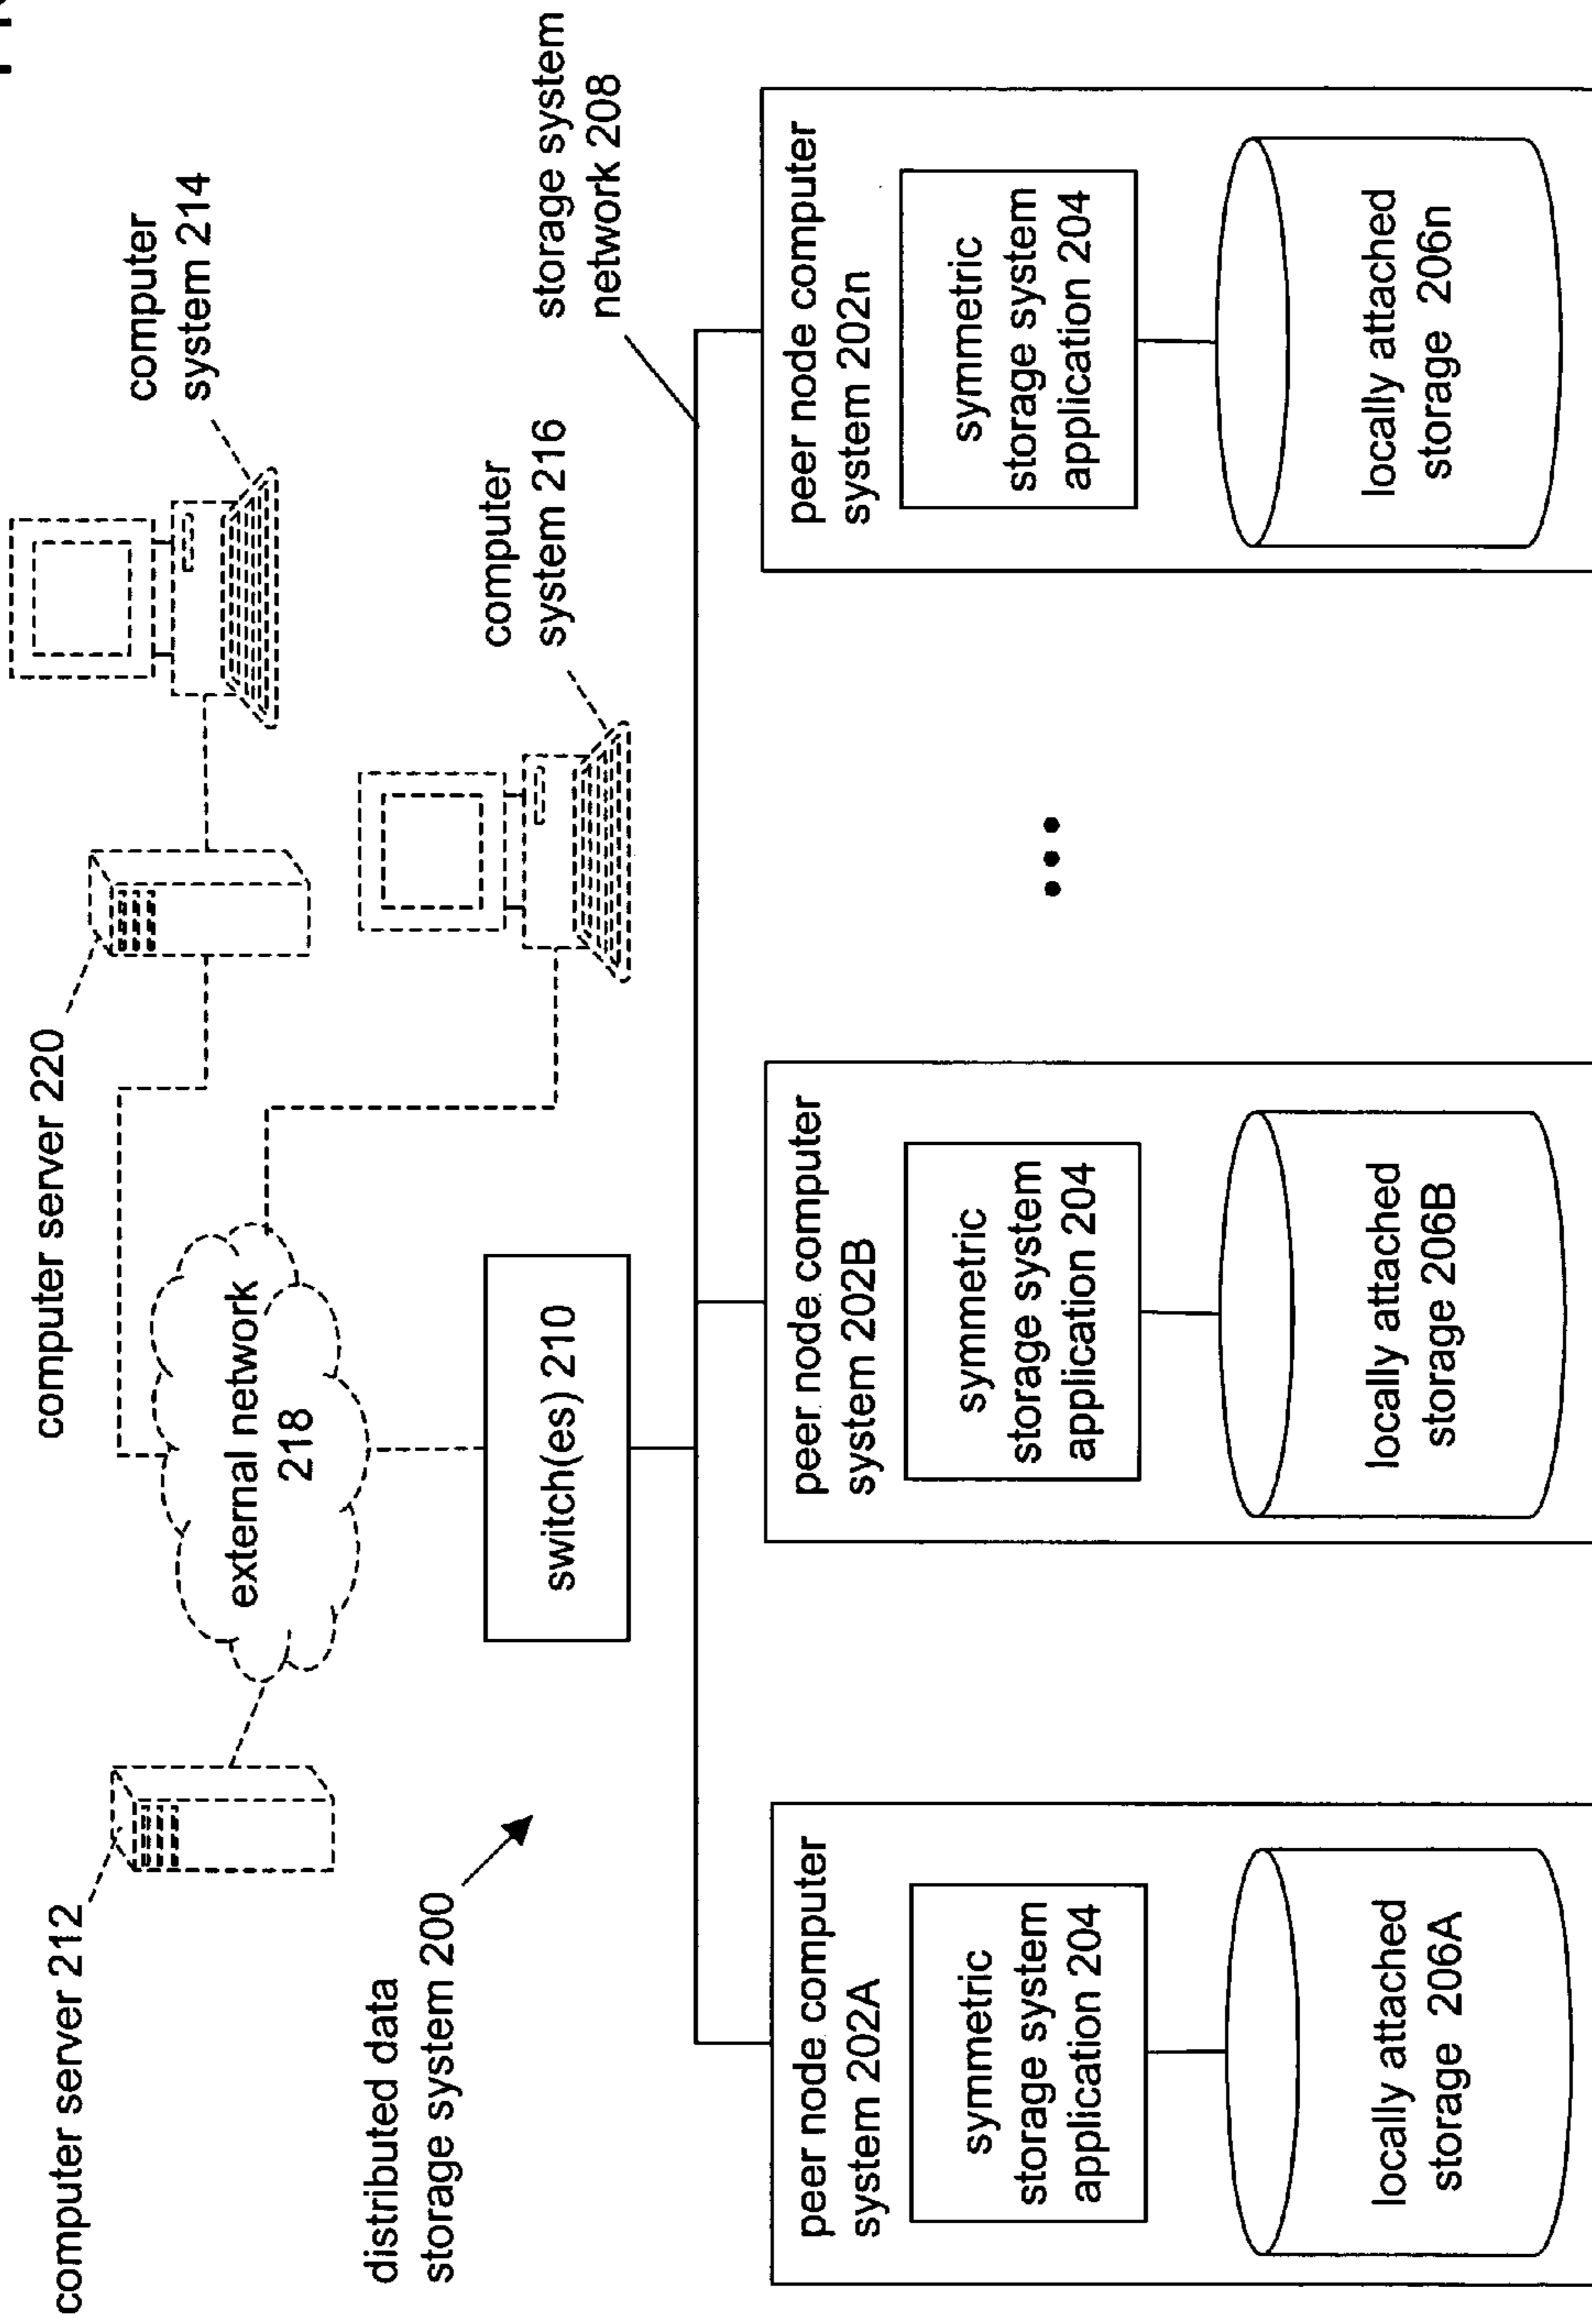 computer server 212
computer server 220
computer
system 214
external network
218
computer
system 216
distributed data
storage system 200
switch(es) 210
storage system
network 208
peer node computer
system 202A
symmetric
storage system
application 204
locally attached
storage 206A
peer node computer
system 202B
symmetric
storage system
application 204
locally attached
storage 206B
peer node computer
system 202n
symmetric
storage system
application 204
locally attached
storage 206n